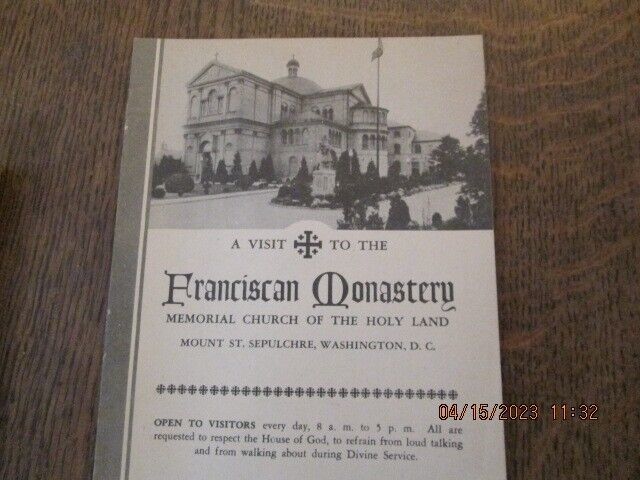 A VISIT TO THE
Franciscan Monastery
MEMORIAL CHURCH OF THE HOLY LAND
MOUNT ST. SEPULCHRE, WASHINGTON, D. C.
OPEN TO VISITORS every day, 8 a. m. to 5 p. m. All are
requested to respect the House of God, to refrain from loud talking
and from walking about during Divine Service.
04/15/2023 11:32